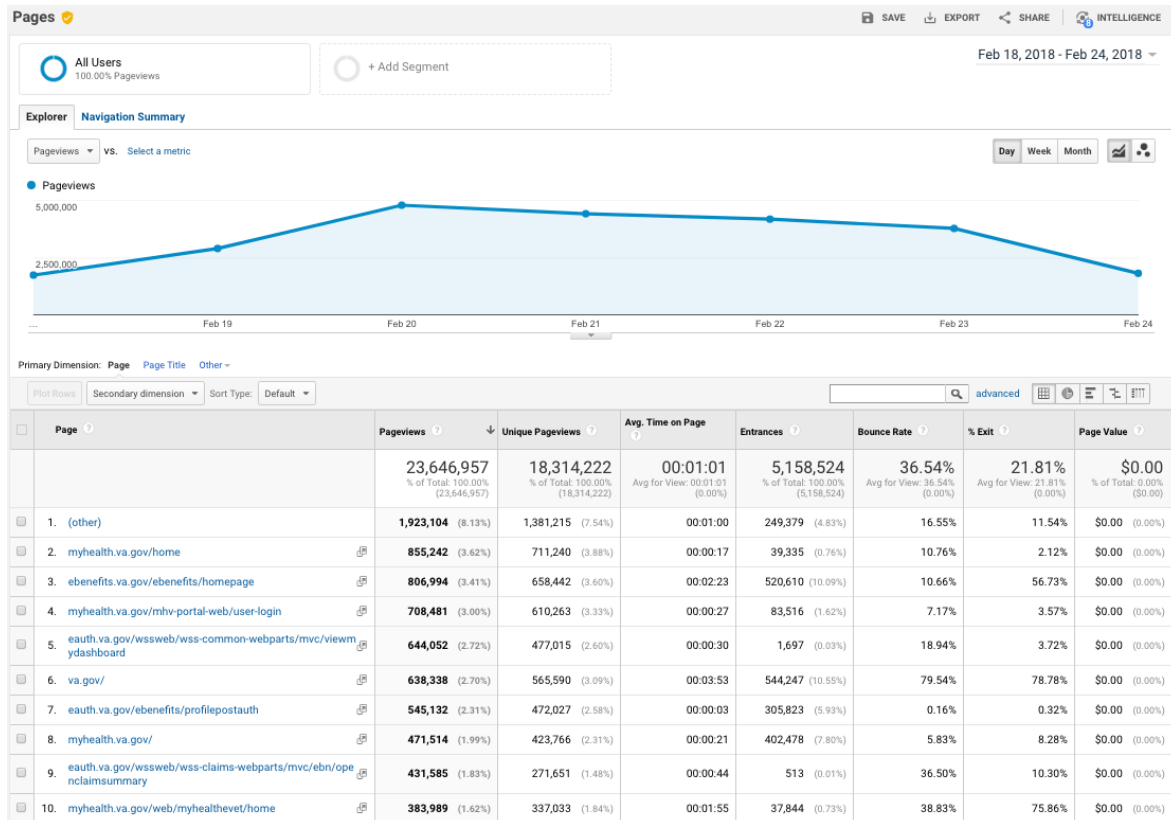 Pages
SAVE EXPORT SHARE INTELLIGENCE
8
All Users
100.00% Pageviews
+ Add Segment
Feb 18, 2018 - Feb 24, 2018
Explorer Navigation Summary
Pageviews VS. Select a metric
Day Week Month
Pageviews
5,000,000
2,500,000
... Feb 19 Feb 20 Feb 21 Feb 22 Feb 23 Feb 24
Primary Dimension: Page Page Title Other
Plot Rows Secondary dimension Sort Type: Default advanced
Page ? Pageviews ? Unique Pageviews ? Avg. Time on Page ? Entrances ? Bounce Rate ? % Exit ? Page Value ?
23,646,957 18,314,222 00:01:01 5,158,524 36.54% 21.81% $0.00
% of Total: 100.00% % of Total: 100.00% Avg for View: 00:01:01 % of Total: 100.00% Avg for View: 36.54% Avg for View: 21.81% % of Total: 0.00%
(23,646,957) (18,314,222) (0.00%) (5,158,524) (0.00%) (0.00%) ($0.00)
1. (other) 1,923,104 (8.13%) 1,381,215 (7.54%) 00:01:00 249,379 (4.83%) 16.55% 11.54% $0.00 (0.00%)
2. myhealth.va.gov/home 855,242 (3.62%) 711,240 (3.88%) 00:00:17 39,335 (0.76%) 10.76% 2.12% $0.00 (0.00%)
3. ebenefits.va.gov/ebenefits/homepage 806,994 (3.41%) 658,442 (3.60%) 00:02:23 520,610 (10.09%) 10.66% 56.73% $0.00 (0.00%)
4. myhealth.va.gov/mhv-portal-web/user-login 708,481 (3.00%) 610,263 (3.33%) 00:00:27 83,516 (1.62%) 7.17% 3.57% $0.00 (0.00%)
5. eauth.va.gov/wssweb/wss-common-webparts/mvc/viewm
ydashboard 644,052 (2.72%) 477,015 (2.60%) 00:00:30 1,697 (0.03%) 18.94% 3.72% $0.00 (0.00%)
6. va.gov/ 638,338 (2.70%) 565,590 (3.09%) 00:03:53 544,247 (10.55%) 79.54% 78.78% $0.00 (0.00%)
7. eauth.va.gov/ebenefits/profilepostauth 545,132 (2.31%) 472,027 (2.58%) 00:00:03 305,823 (5.93%) 0.16% 0.32% $0.00 (0.00%)
8. myhealth.va.gov/ 471,514 (1.99%) 423,766 (2.31%) 00:00:21 402,478 (7.80%) 5.83% 8.28% $0.00 (0.00%)
9. eauth.va.gov/wssweb/wss-claims-webparts/mvc/ebn/ope
nclaimsummary 431,585 (1.83%) 271,651 (1.48%) 00:00:44 513 (0.01%) 36.50% 10.30% $0.00 (0.00%)
10. myhealth.va.gov/web/myhealthevet/home 383,989 (1.62%) 337,033 (1.84%) 00:01:55 37,844 (0.73%) 38.83% 75.86% $0.00 (0.00%)